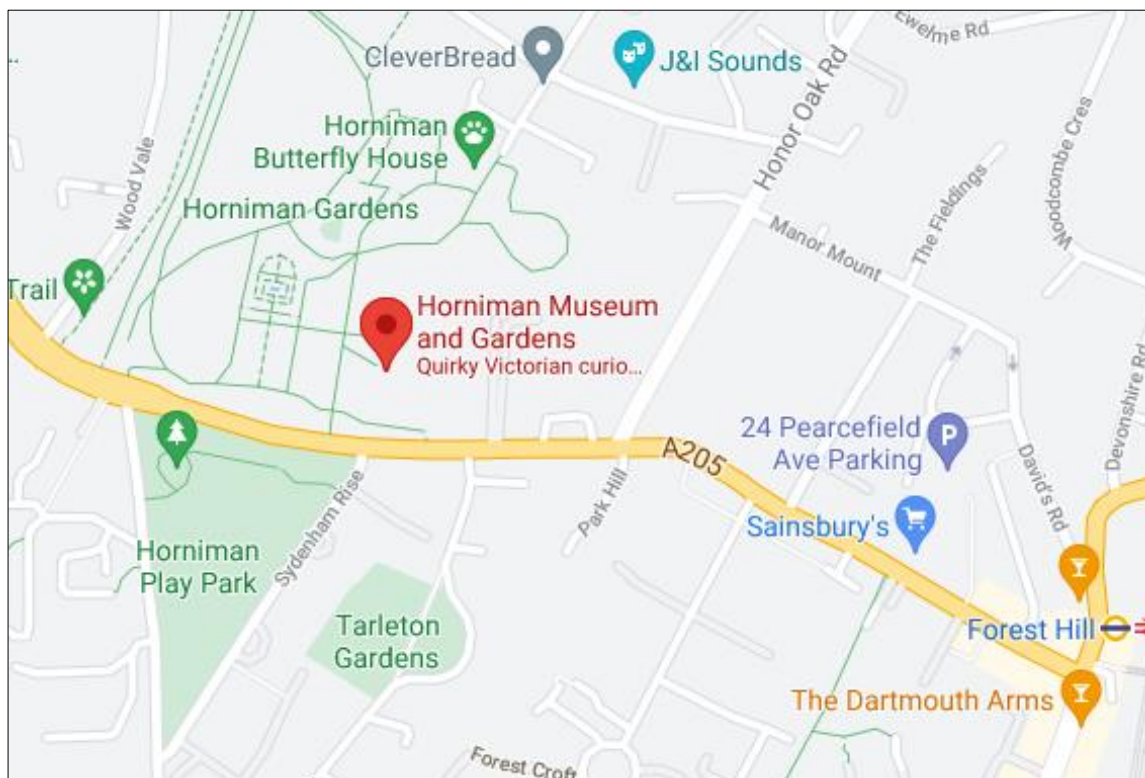 Ewelme Rd
CleverBread
J&I Sounds
Honor Oak Rd
Woodcombe Cres
Horniman
Butterfly House
Wood Vale
Horniman Gardens
The Fieldings
Manor Mount
Trail
Horniman Museum
and Gardens
Quirky Victorian curio...
Devonshire Rd
24 Pearcefield
Ave Parking
P
A205
David's Rd
Park Hill
Sainsbury's
Sydenham Rise
Horniman
Play Park
Tarleton
Gardens
Forest Hill
The Dartmouth Arms
Forest Croft